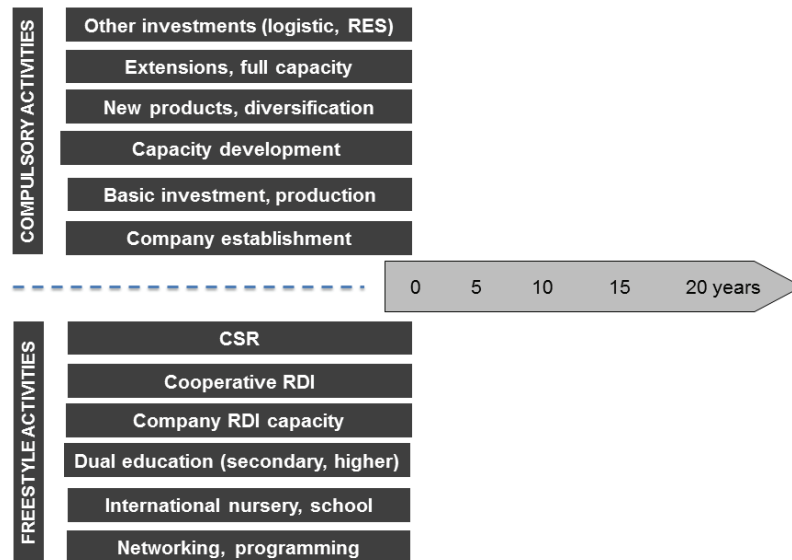 COMPULSORY ACTIVITIES
Other investments (logistic, RES)
Extensions, full capacity
New products, diversification
Capacity development
Basic investment, production
Company establishment
0 5 10 15 20 years
FREESTYLE ACTIVITIES
CSR
Cooperative RDI
Company RDI capacity
Dual education (secondary, higher)
International nursery, school
Networking, programming